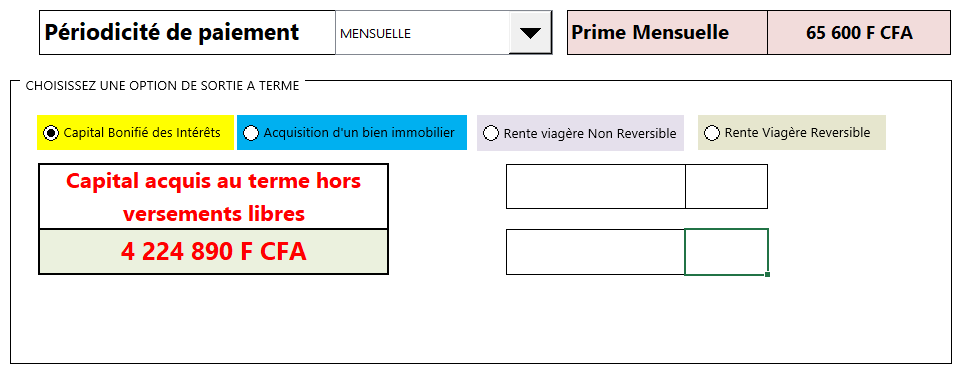 Périodicité de paiement MENSUELLE Prime Mensuelle 65 600 F CFA
CHOISISSEZ UNE OPTION DE SORTIE A TERME
Capital Bonifié des Intérêts Acquisition d'un bien immobilier Rente viagère Non Reversible Rente Viagère Reversible
Capital acquis au terme hors
versements libres
4 224 890 F CFA